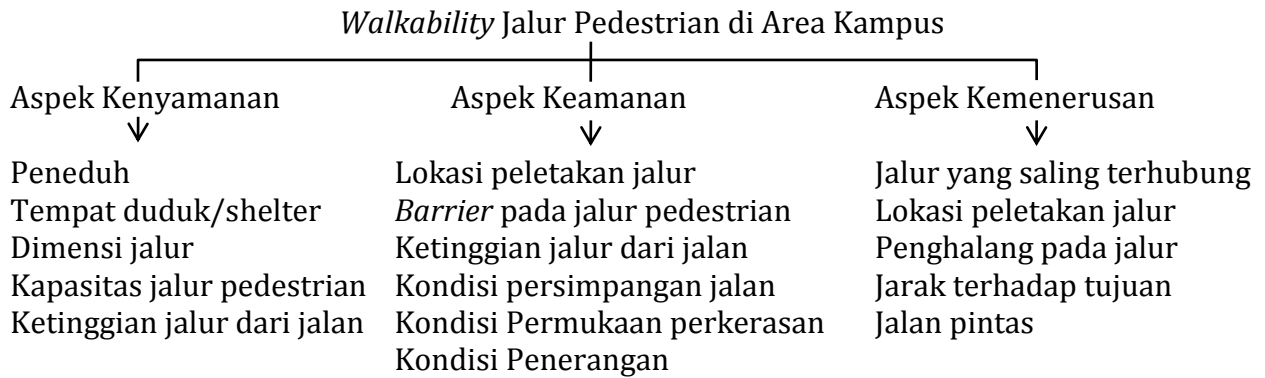 Walkability Jalur Pedestrian di Area Kampus
Aspek Kenyamanan
Peneduh
Tempat duduk/shelter
Dimensi jalur
Kapasitas jalur pedestrian
Ketinggian jalur dari jalan
Aspek Keamanan
Lokasi peletakan jalur
Barrier pada jalur pedestrian
Ketinggian jalur dari jalan
Kondisi persimpangan jalan
Kondisi Permukaan perkerasan
Kondisi Penerangan
Aspek Kemenerusan
Jalur yang saling terhubung
Lokasi peletakan jalur
Penghalang pada jalur
Jarak terhadap tujuan
Jalan pintas